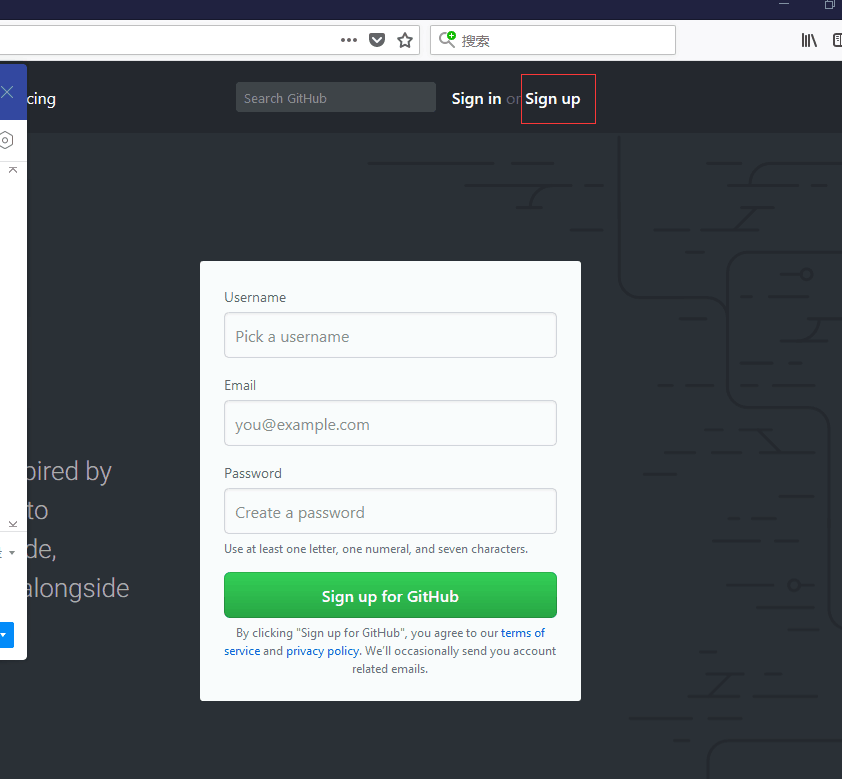 搜索
cing
Search GitHub
Sign in or Sign up
Username
Pick a username
Email
you@example.com
Password
Create a password
Use at least one letter, one numeral, and seven characters.
Sign up for GitHub
By clicking "Sign up for GitHub", you agree to our terms of
service and privacy policy. We'll occasionally send you account
related emails.
pired by
to
de,
alongside